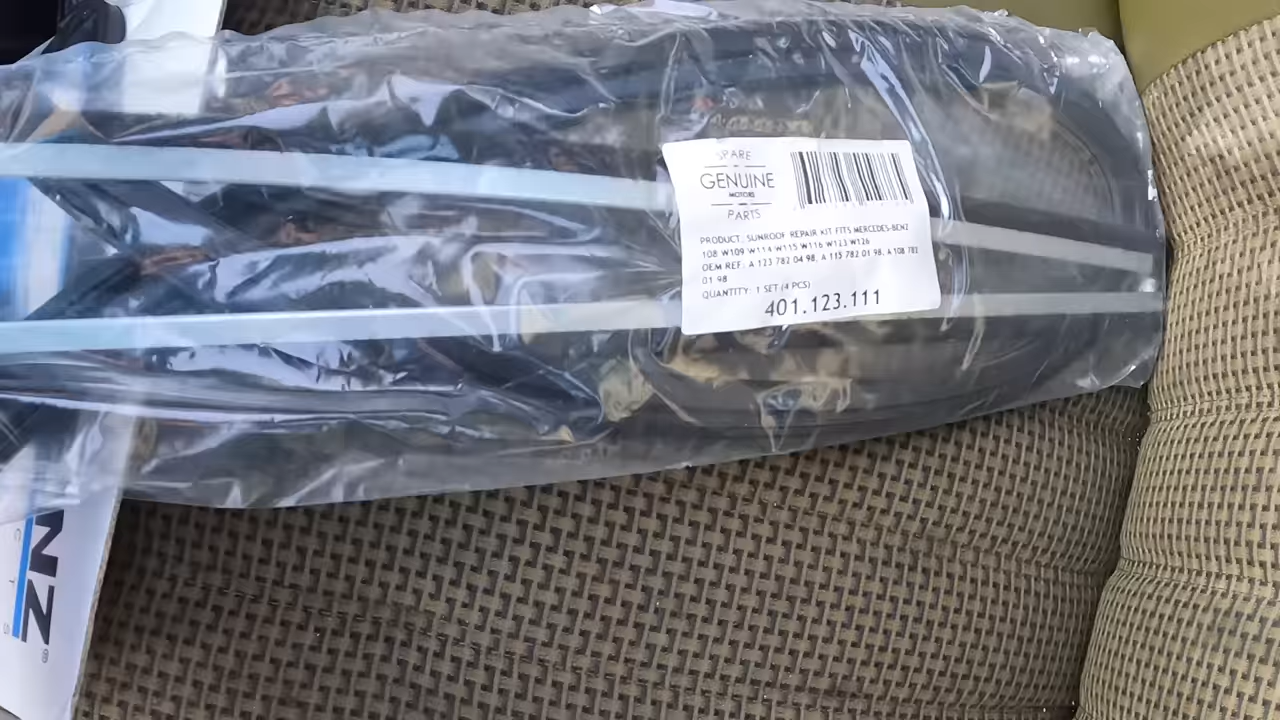 SPARE
GENUINE
MOTORS
PARTS
PRODUCT: SUNROOF REPAIR KIT FITS MERCEDES-BENZ
108 W109 W114 W115 W116 W123 W126
OEM REF: A 123 782 04 98, A 115 782 01 98, A 108 782
01 98
QUANTITY: 1 SET (4 PCS)
401.123.111
NZ®
C T S